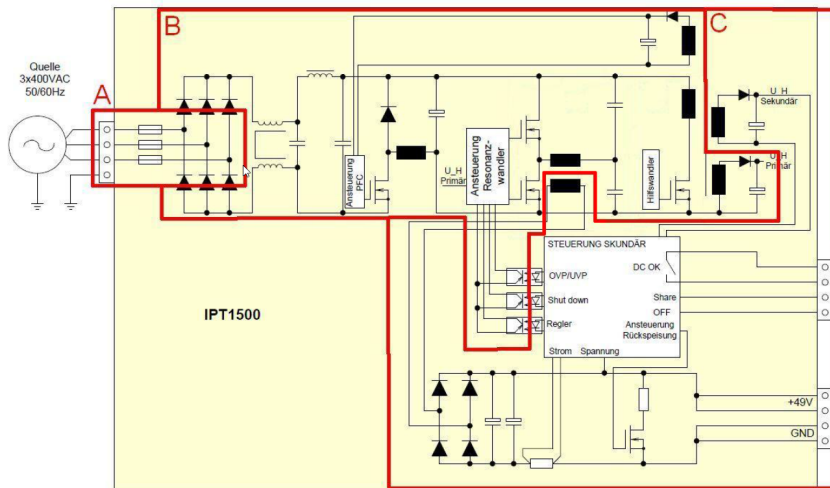 B
C
A
Quelle
3x400VAC
50/60Hz
Ansteuerung
PFC
U_H
Primär
Ansteuerung
Resonanz-
wandler
Hilfswandler
U_H
Sekundär
U_H
Primär
STEUERUNG SKUNDÄR
OVP/UVP
DC OK
Shut down
Share
OFF
Regler
Ansteuerung
Rückspeisung
Strom
Spannung
IPT1500
+49V
GND